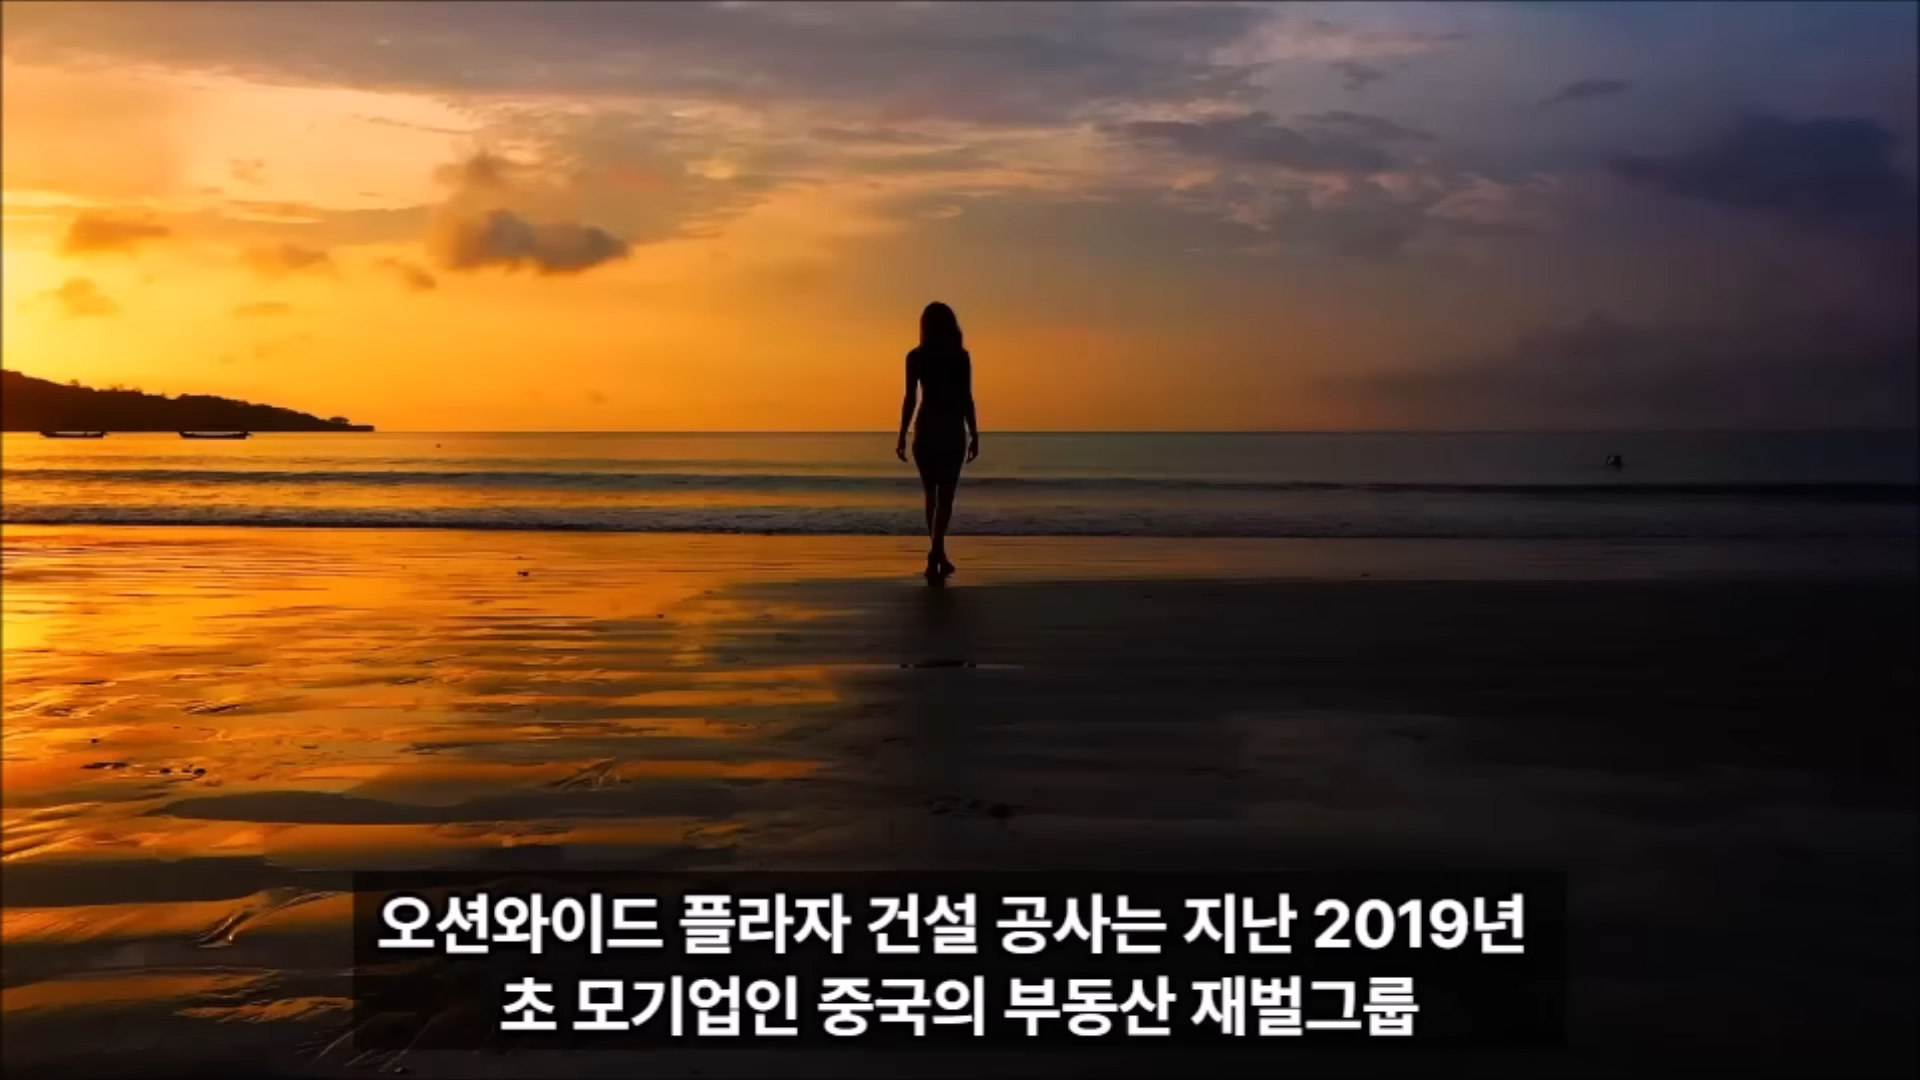 오션와이드 플라자 건설 공사는 지난 2019년
초 모기업인 중국의 부동산 재벌그룹